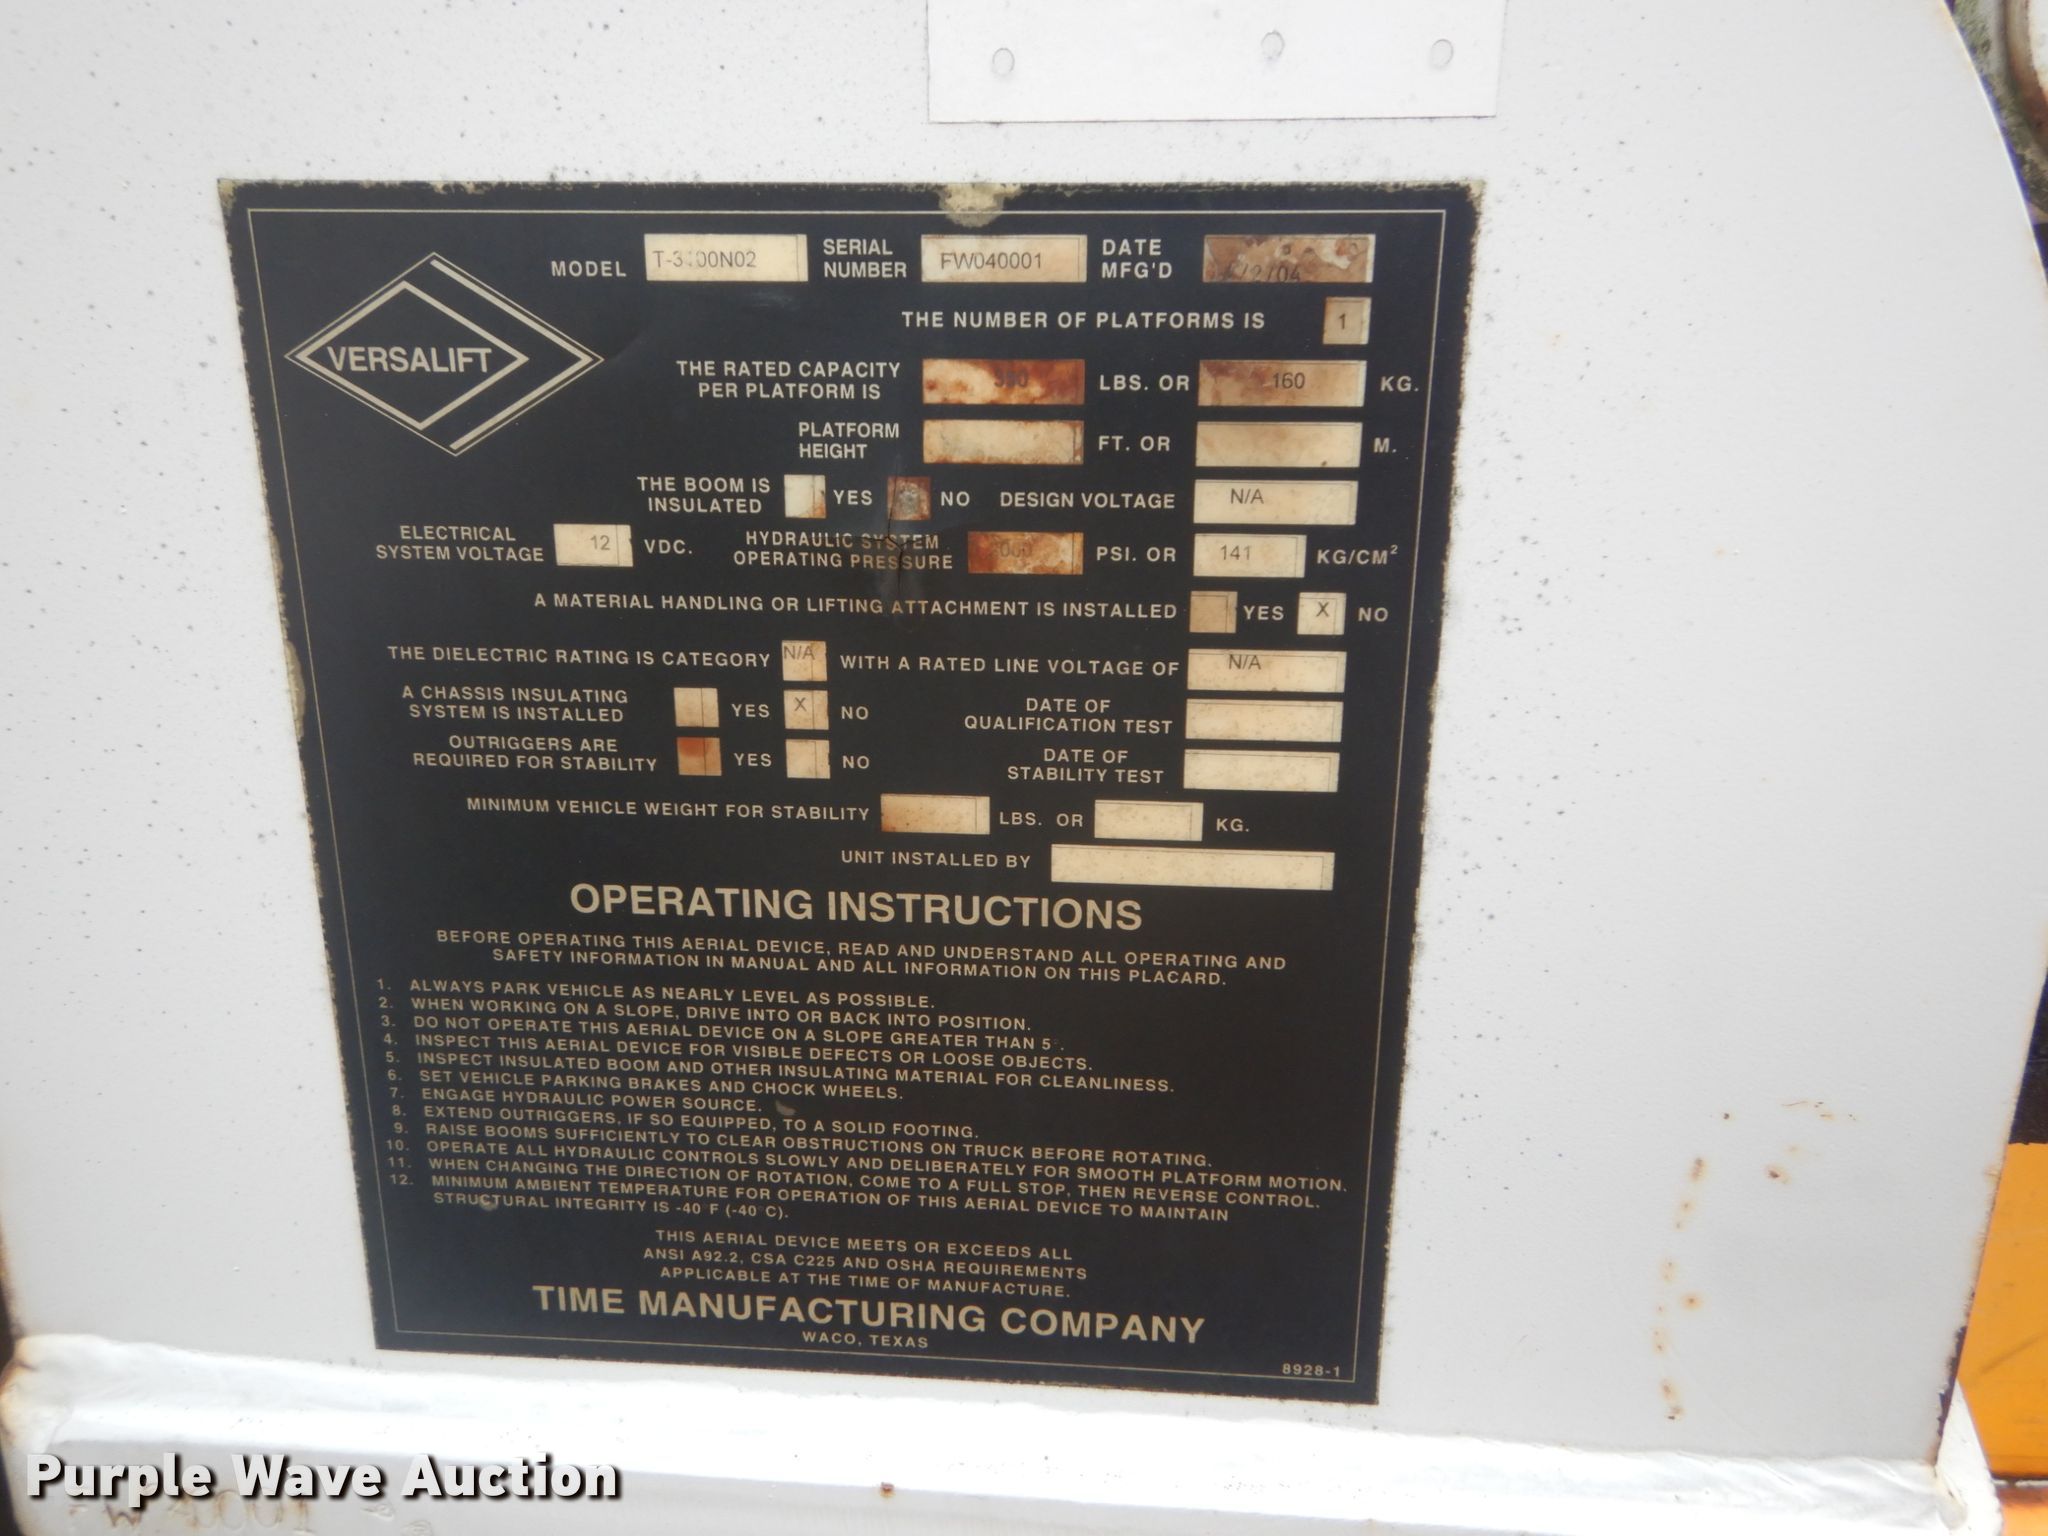 VERSALIFT
MODEL SERIAL NUMBER FW040001 DATE MFG'D
THE NUMBER OF PLATFORMS IS 1
THE RATED CAPACITY PER PLATFORM IS LBS. OR 160 KG.
PLATFORM HEIGHT FT. OR M.
THE BOOM IS INSULATED YES NO DESIGN VOLTAGE N/A
ELECTRICAL SYSTEM VOLTAGE 12 VDC. HYDRAULIC SYSTEM OPERATING PRESSURE PSI. OR 141 KG/CM²
A MATERIAL HANDLING OR LIFTING ATTACHMENT IS INSTALLED YES X NO
THE DIELECTRIC RATING IS CATEGORY N/A WITH A RATED LINE VOLTAGE OF N/A
A CHASSIS INSULATING SYSTEM IS INSTALLED YES X NO DATE OF QUALIFICATION TEST
OUTRIGGERS ARE REQUIRED FOR STABILITY YES NO DATE OF STABILITY TEST
MINIMUM VEHICLE WEIGHT FOR STABILITY LBS. OR KG.
UNIT INSTALLED BY
OPERATING INSTRUCTIONS
BEFORE OPERATING THIS AERIAL DEVICE, READ AND UNDERSTAND ALL OPERATING AND
SAFETY INFORMATION IN MANUAL AND ALL INFORMATION ON THIS PLACARD.
1. ALWAYS PARK VEHICLE AS NEARLY LEVEL AS POSSIBLE.
2. WHEN WORKING ON A SLOPE, DRIVE INTO OR BACK INTO POSITION.
3. DO NOT OPERATE THIS AERIAL DEVICE ON A SLOPE GREATER THAN 5°.
4. INSPECT THIS AERIAL DEVICE FOR VISIBLE DEFECTS OR LOOSE OBJECTS.
5. INSPECT INSULATED BOOM AND OTHER INSULATING MATERIAL FOR CLEANLINESS.
6. SET VEHICLE PARKING BRAKES AND CHOCK WHEELS.
7. ENGAGE HYDRAULIC POWER SOURCE.
8. EXTEND OUTRIGGERS, IF SO EQUIPPED, TO A SOLID FOOTING.
9. RAISE BOOMS SUFFICIENTLY TO CLEAR OBSTRUCTIONS ON TRUCK BEFORE ROTATING.
10. OPERATE ALL HYDRAULIC CONTROLS SLOWLY AND DELIBERATELY FOR SMOOTH PLATFORM MOTION.
11. WHEN CHANGING THE DIRECTION OF ROTATION, COME TO A FULL STOP, THEN REVERSE CONTROL.
12. MINIMUM AMBIENT TEMPERATURE FOR OPERATION OF THIS AERIAL DEVICE TO MAINTAIN
STRUCTURAL INTEGRITY IS -40 F (-40°C).
THIS AERIAL DEVICE MEETS OR EXCEEDS ALL
ANSI A92.2, CSA C225 AND OSHA REQUIREMENTS
APPLICABLE AT THE TIME OF MANUFACTURE.
TIME MANUFACTURING COMPANY
WACO, TEXAS
8928-1
Purple Wave Auction